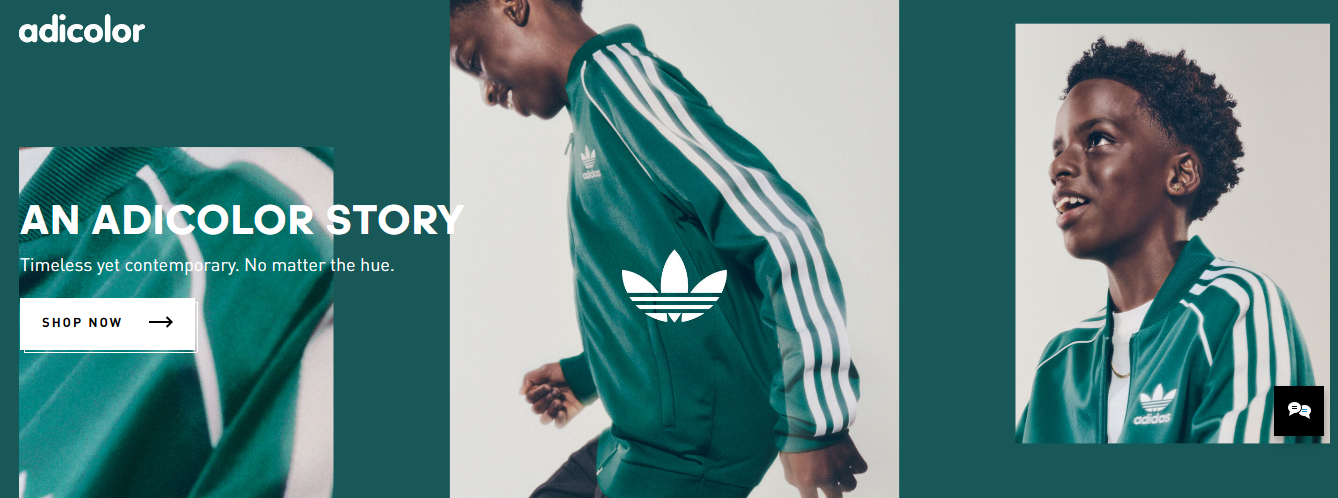 adicolor
AN ADICOLOR STORY
Timeless yet contemporary. No matter the hue.
SHOP NOW
adidas
adidas